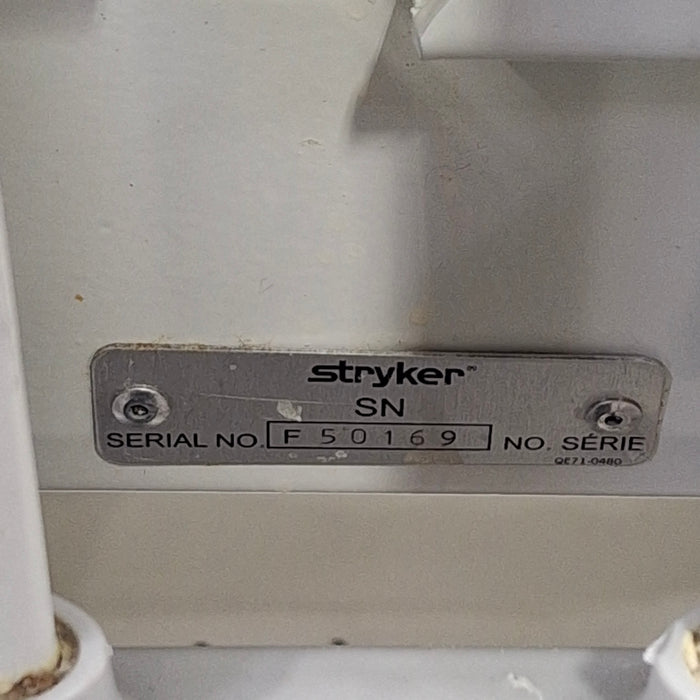 stryker®
SN
SERIAL NO. F 50169 NO. SÉRIE
QE71-0480